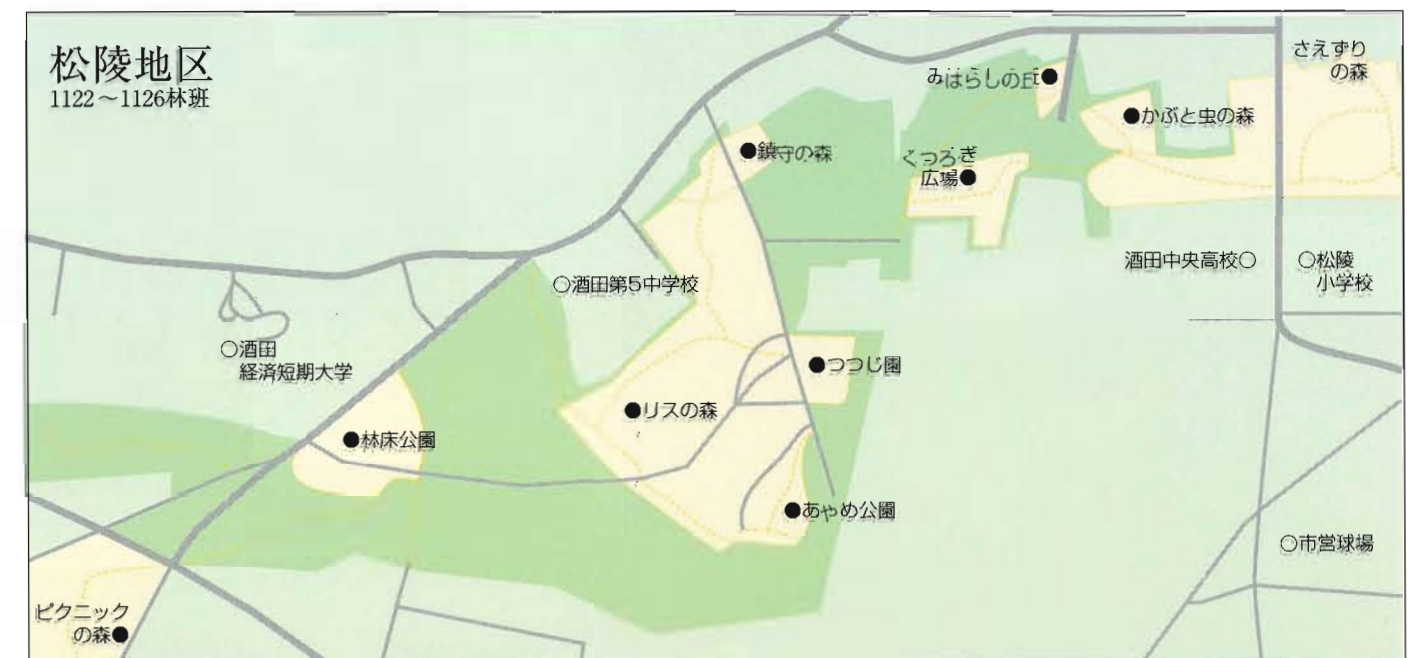 松陵地区
1122～1126林班
さえずり
の森
みはらしの丘●
●かぶと虫の森
●鎮守の森
くつろぎ
広場●
酒田中央高校○
○松陵
小学校
○酒田第5中学校
○酒田
経済短期大学
●つつじ園
●リスの森
●林床公園
●あやめ公園
○市営球場
ピクニック
の森●